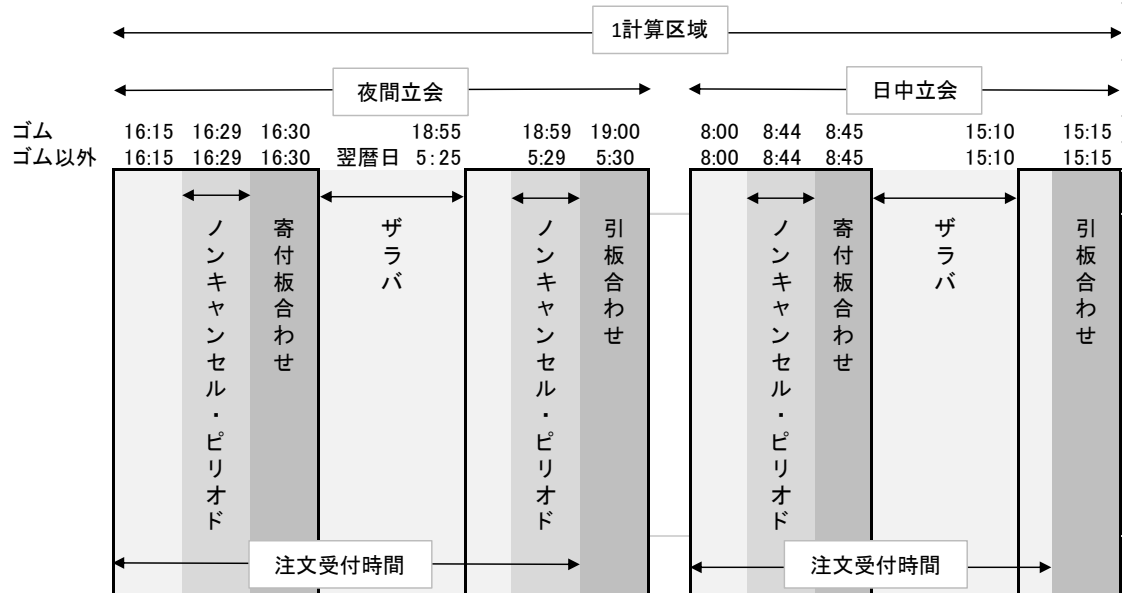 1計算区域
夜間立会
日中立会
ゴム 16:15 16:29 16:30 18:55 18:59 19:00 8:00 8:44 8:45 15:10 15:15
ゴム以外 16:15 16:29 16:30 翌暦日 5:25 5:29 5:30 8:00 8:44 8:45 15:10 15:15
ノンキャンセル・ピリオド
寄付板合わせ
ザラバ
ノンキャンセル・ピリオド
引板合わせ
ノンキャンセル・ピリオド
寄付板合わせ
ザラバ
引板合わせ
注文受付時間
注文受付時間